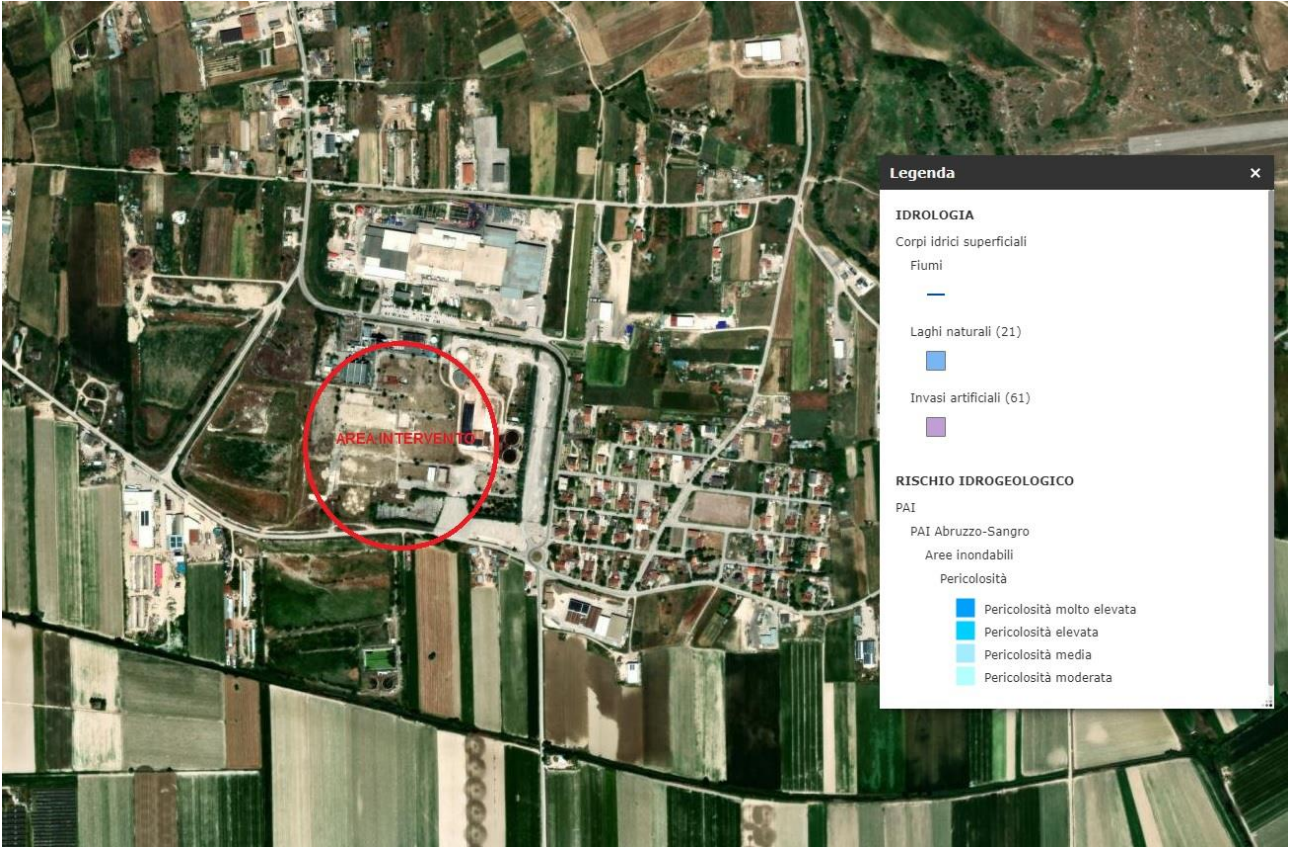 AREA INTERVENTO
Legenda ×
IDROLOGIA
Corpi idrici superficiali
Fiumi
Laghi naturali (21)
Invasi artificiali (61)
RISCHIO IDROGEOLOGICO
PAI
PAI Abruzzo-Sangro
Aree inondabili
Pericolosità
Pericolosità molto elevata
Pericolosità elevata
Pericolosità media
Pericolosità moderata